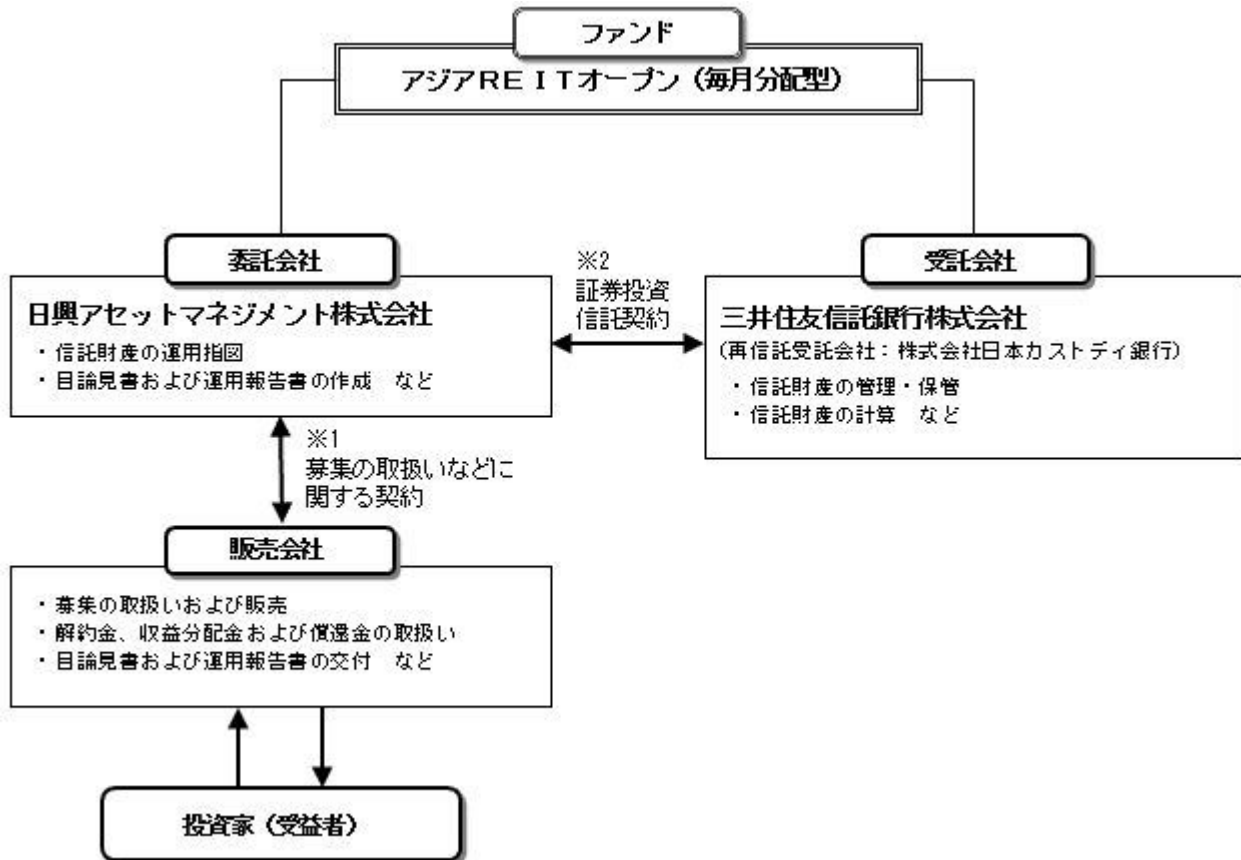 ファンド
アジアREITオープン（毎月分配型）
委託会社
日興アセットマネジメント株式会社
・信託財産の運用指図
・目論見書および運用報告書の作成　など
※2
証券投資
信託契約
受託会社
三井住友信託銀行株式会社
(再信託受託会社：株式会社日本カストディ銀行)
・信託財産の管理・保管
・信託財産の計算　など
※1
募集の取扱いなどに
関する契約
販売会社
・募集の取扱いおよび販売
・解約金、収益分配金および償還金の取扱い
・目論見書および運用報告書の交付　など
投資家（受益者）